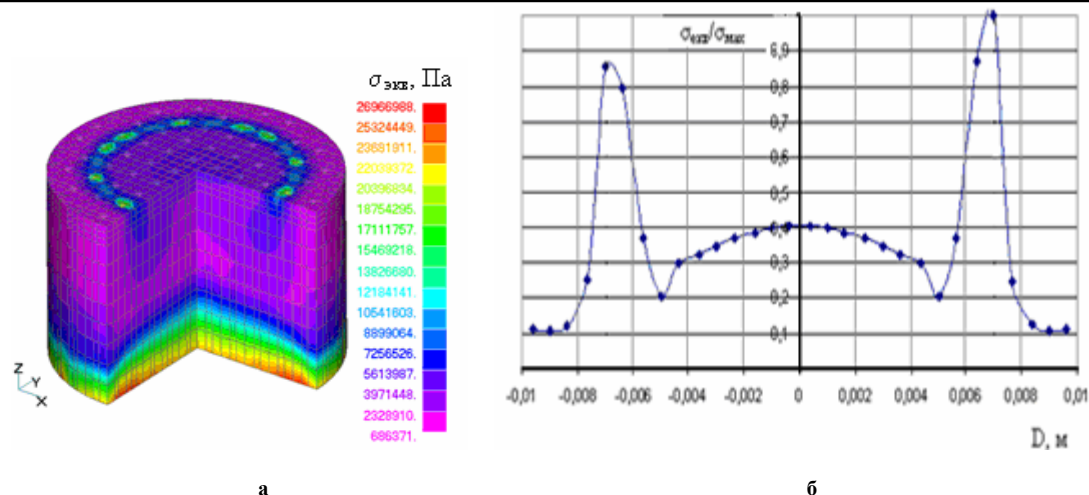 σэкв, Па
26966988.
25324449.
23681911.
22039372.
20396834.
18754295.
17111757.
15469218.
13826680.
12184141.
10541603.
8899064.
7256526.
5613987.
3971448.
2328910.
686371.
Z
Y
X
а
σэкв/σмах
0,9
0,8
0,7
0,6
0,5
0,4
0,3
0,2
0,1
-0,01 -0,008 -0,006 -0,004 -0,002 0 0,002 0,004 0,006 0,008 0,01
D, м
б